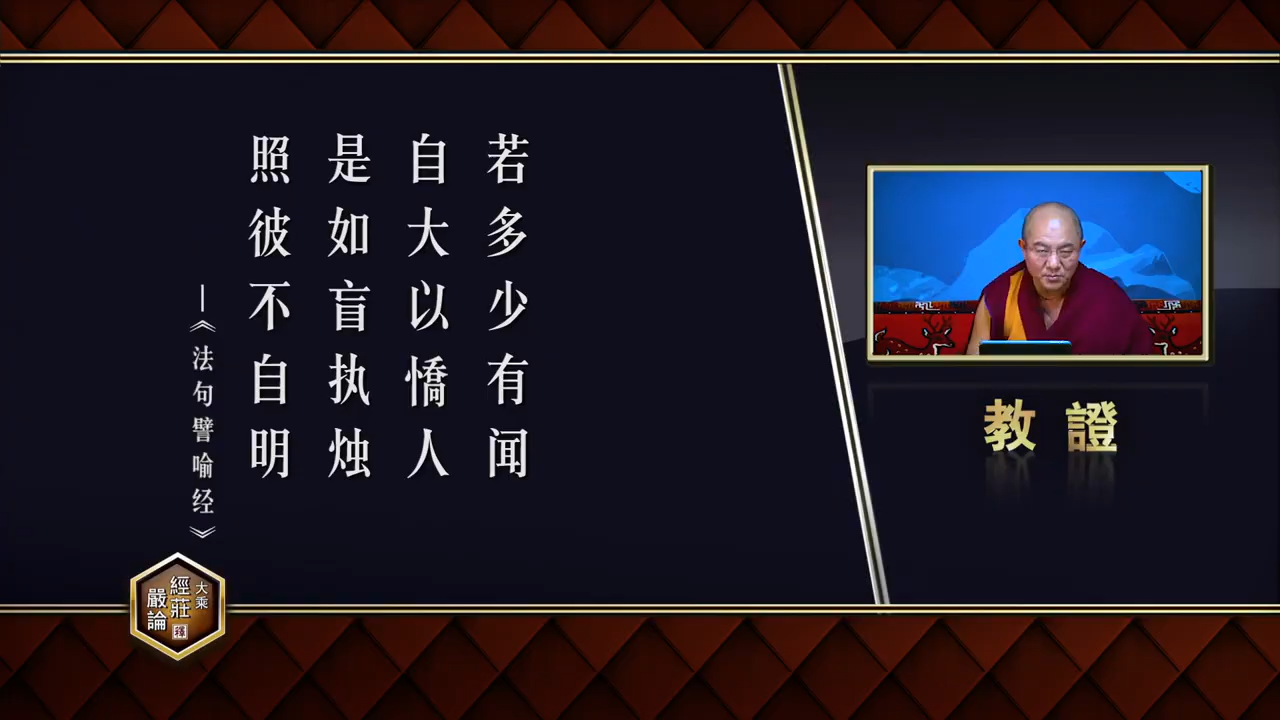 若多少有闻
自大以憍人
是如盲执烛
照彼不自明
—《法句譬喻经》
教證
大乘
經莊
嚴論